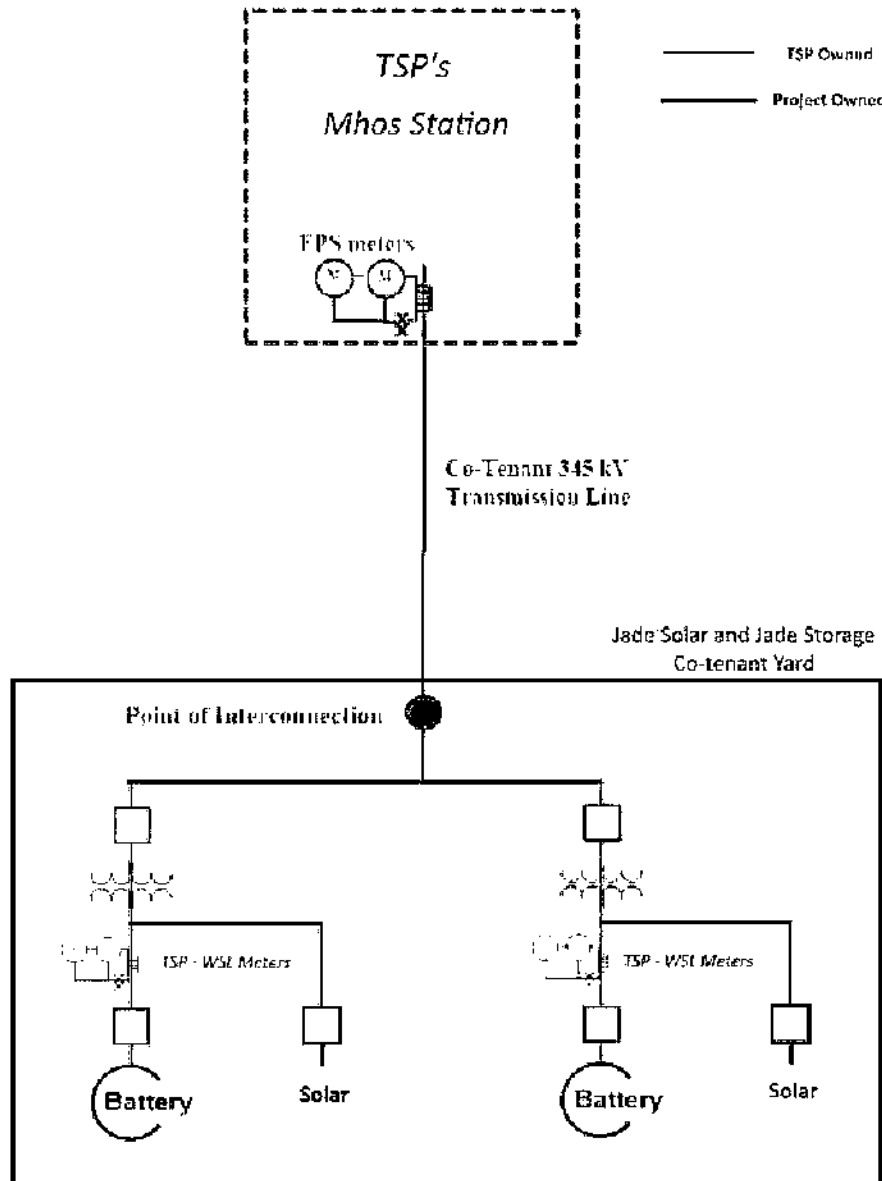 TSP's
Mhos Station
TSP Owned
Project Owned
EPS meters
M
M
Co-Tenant 345 kV
Transmission Line
Jade Solar and Jade Storage
Co-tenant Yard
Point of Interconnection
TSP - WSL Meters
TSP - WSL Meters
Battery
Solar
Battery
Solar